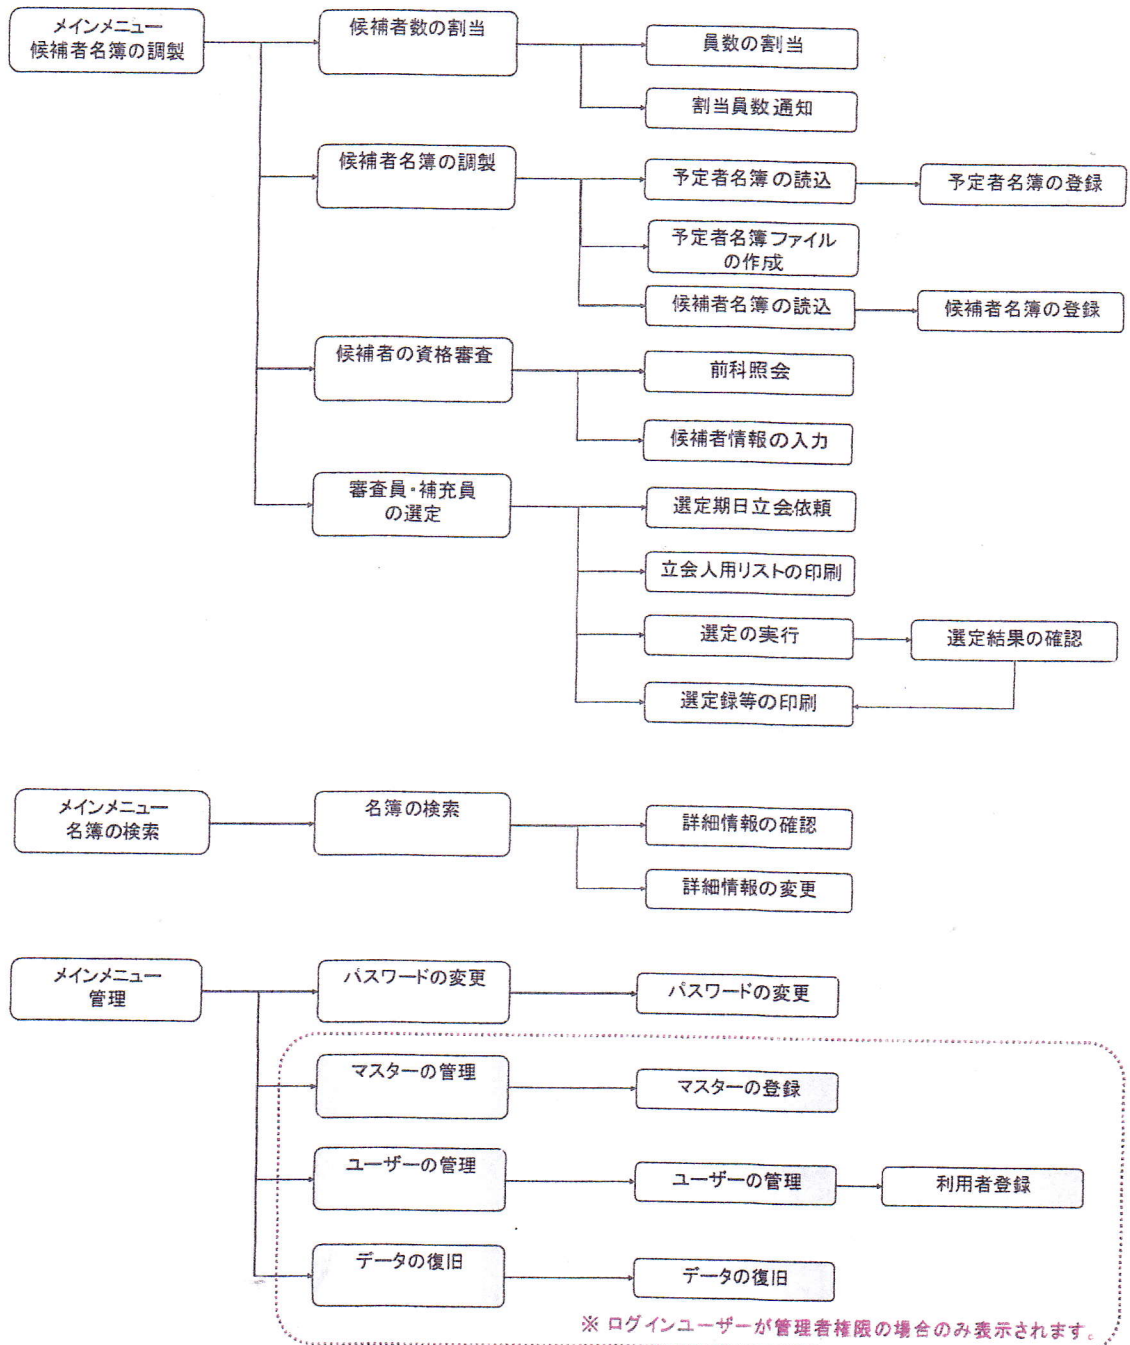 メインメニュー
候補者名簿の調製
候補者数の割当
員数の割当
割当員数通知
候補者名簿の調製
予定者名簿の読込
予定者名簿の登録
予定者名簿ファイル
の作成
候補者名簿の読込
候補者名簿の登録
候補者の資格審査
前科照会
候補者情報の入力
審査員・補充員
の選定
選定期日立会依頼
立会人用リストの印刷
選定の実行
選定結果の確認
選定録等の印刷
メインメニュー
名簿の検索
名簿の検索
詳細情報の確認
詳細情報の変更
メインメニュー
管理
パスワードの変更
パスワードの変更
マスターの管理
マスターの登録
ユーザーの管理
ユーザーの管理
利用者登録
データの復旧
データの復旧
※ ログインユーザーが管理者権限の場合のみ表示されます。